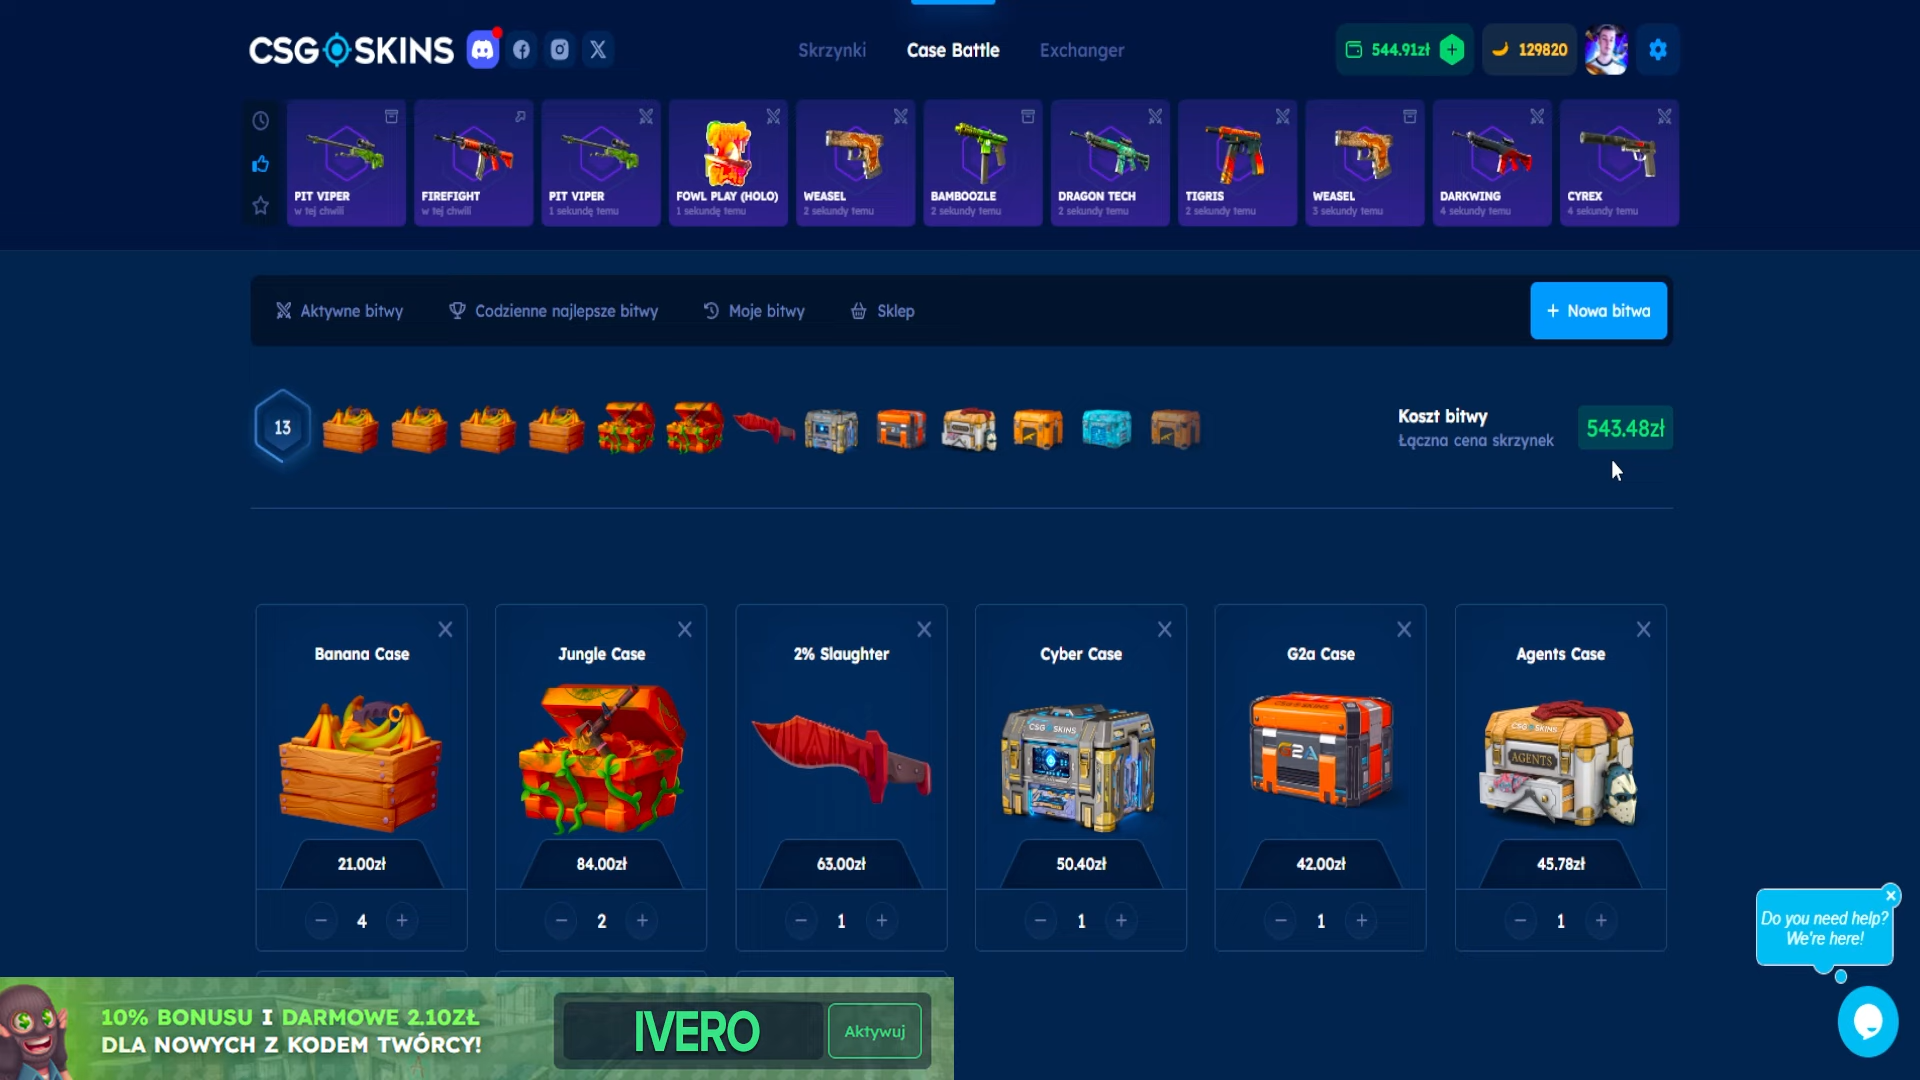 CSGOSKINS
Skrzynki
Case Battle
Exchanger
544.91zł
129820
PIT VIPER
w tej chwili
FIREFIGHT
w tej chwili
PIT VIPER
1 sekundę temu
FOWL PLAY (HOLO)
1 sekundę temu
WEASEL
2 sekundy temu
BAMBOOZLE
2 sekundy temu
DRAGON TECH
2 sekundy temu
TIGRIS
2 sekundy temu
WEASEL
3 sekundy temu
DARKWING
4 sekundy temu
CYREX
4 sekundy temu
Aktywne bitwy
Codzienne najlepsze bitwy
Moje bitwy
Sklep
+ Nowa bitwa
13
Koszt bitwy
Łączna cena skrzynek
543.48zł
Banana Case
21.00zł
4
Jungle Case
84.00zł
2
2% Slaughter
63.00zł
1
Cyber Case
CSGOSKINS
50.40zł
1
G2a Case
G2A
42.00zł
1
Agents Case
CSGOSKINS
AGENTS
45.78zł
1
10% BONUSU I DARMOWE 2.10ZŁ
DLA NOWYCH Z KODEM TWÓRCY!
IVERO
Aktywuj
Do you need help?
We're here!